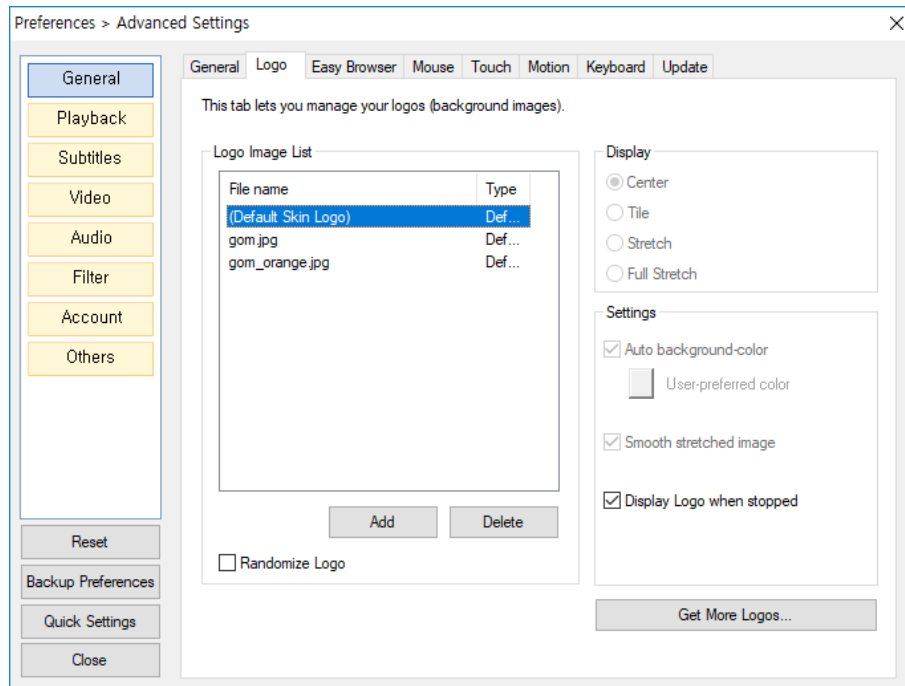 Preferences > Advanced Settings
General
Playback
Subtitles
Video
Audio
Filter
Account
Others
Reset
Backup Preferences
Quick Settings
Close
General Logo Easy Browser Mouse Touch Motion Keyboard Update
This tab lets you manage your logos (background images).
Logo Image List
File name Type
(Default Skin Logo) Def...
gom.jpg Def...
gom_orange.jpg Def...
Add Delete
Randomize Logo
Display
Center
Tile
Stretch
Full Stretch
Settings
Auto background-color
User-preferred color
Smooth stretched image
Display Logo when stopped
Get More Logos...